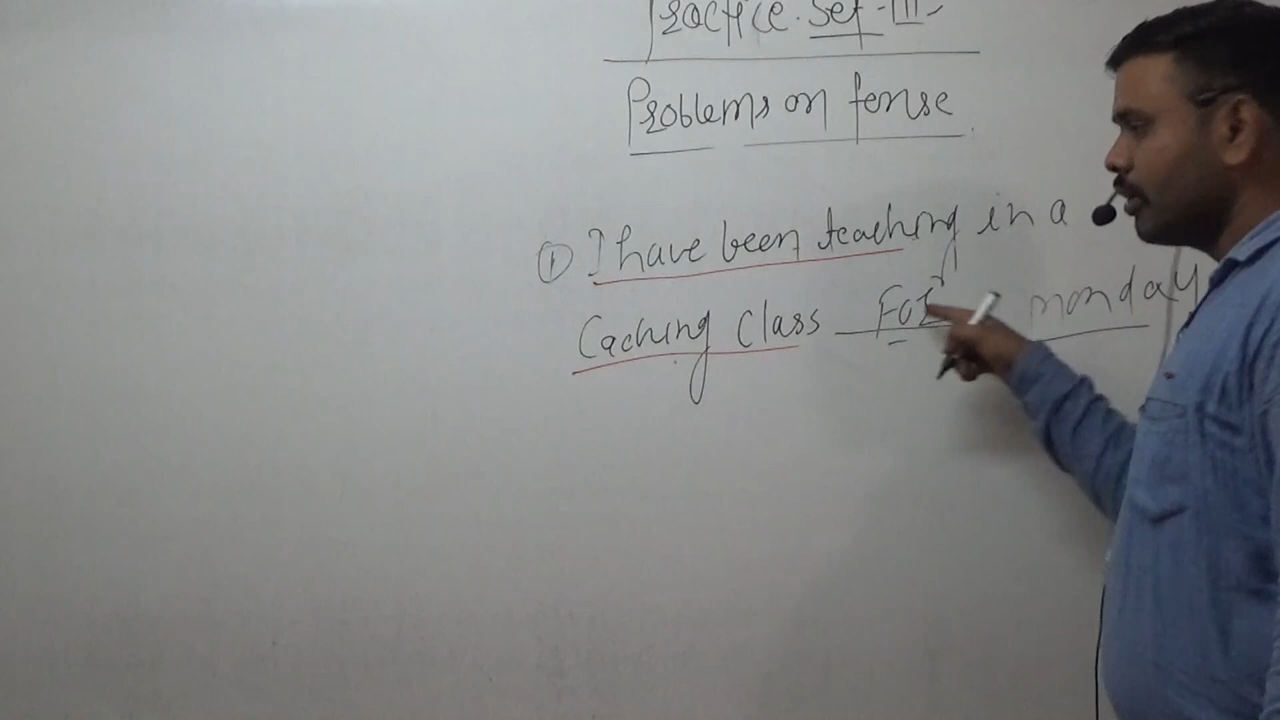 Practice Set-III
Problems on tense
① I have been teaching in a
Caching Class For monday